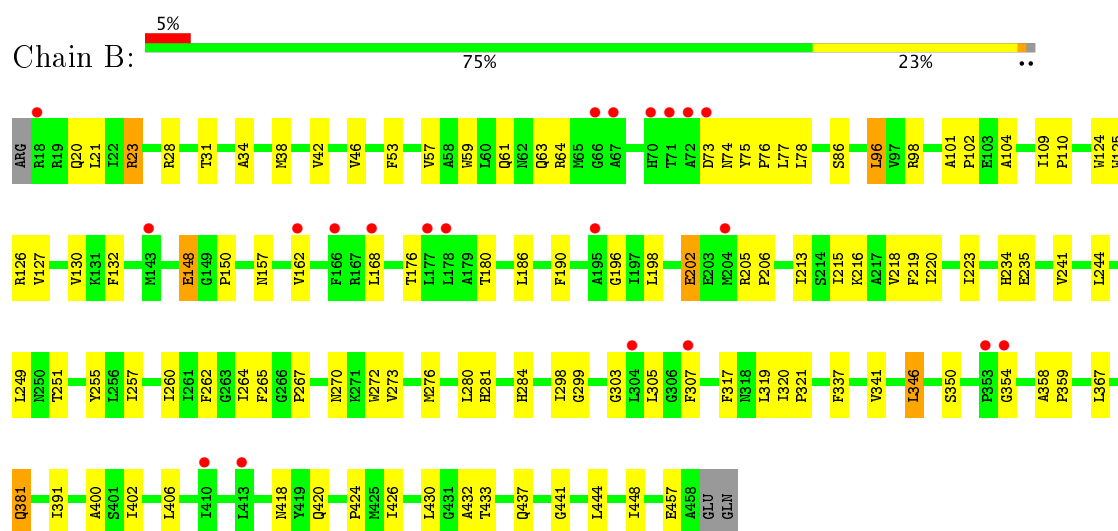 5%
Chain B:
75% 23% ••
ARG R18 R19 Q20 L21 I22 R23 R28 T31 A34 M38 V42 V46 F53 V57 A58 W59 L60 Q61 N62 Q63 R64 M65 G66 A67 H70 T71 A72 D73 N74 Y75 P76 L77 L78 S86 L96 V97 R98 A101 P102 E103 A104 I109 P110 W124 W125
R126 V127 V130 K131 F132 M143 E148 G149 P150 N157 V162 F166 R167 L168 T176 L177 L178 A179 T180 L186 F190 A195 G196 I197 L198 E202 E203 M204 R205 P206 I213 S214 I215 K216 A217 V218 F219 I220 I223 H234 E235 V241 L244
L249 N250 T251 Y255 L256 I257 I260 I261 F262 G263 I264 F265 G266 P267 N270 K271 W272 V273 M276 L280 H281 H284 I298 G299 G303 L304 L305 G306 F307 F317 N318 L319 I320 P321 F337 V341 L346 S350 P353 G354 A358 P359 L367
Q381 I391 A400 S401 I402 L406 I410 L413 N418 Y419 Q420 P424 M425 I426 L430 G431 A432 T433 Q437 G441 L444 I448 E457 A458 GLU GLN